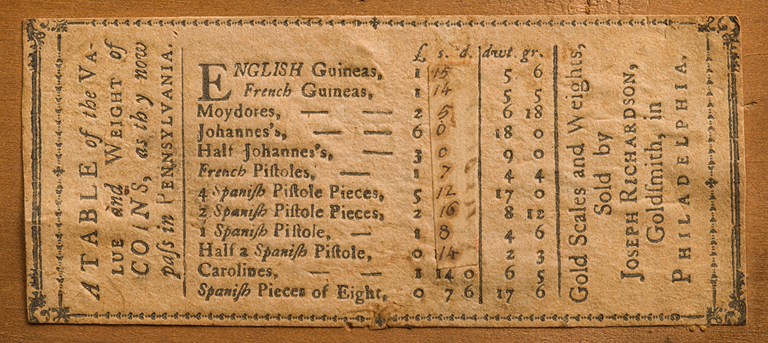 A TABLE of the VA-
LUE and WEIGHT of
COINS, as thy now
paſs in PENNSYLVANIA.
£ s. d. dwt. gr.
ENGLISH Guineas, 1 15 5 6
French Guineas, 1 14 5 5
Moydores, — — 2 5 6 18
Johannes's, — — 6 0 18 0
Half Johannes's, — 3 0 9 0
French Piſtoles, — 1 7 4 4
4 Spaniſh Piſtole Pieces, 5 12 17 0
2 Spaniſh Piſtole Pieces, 2 16 8 12
1 Spaniſh Piſtole, — 1 8 4 6
Half a Spaniſh Piſtole, 0 14 2 3
Carolines, — — 1 14 0 6 5
Spaniſh Pieces of Eight, 0 7 6 17 6
Gold Scales and Weights,
Sold by
JOSEPH RICHARDSON,
Goldſmith, in
PHILADELPHIA.